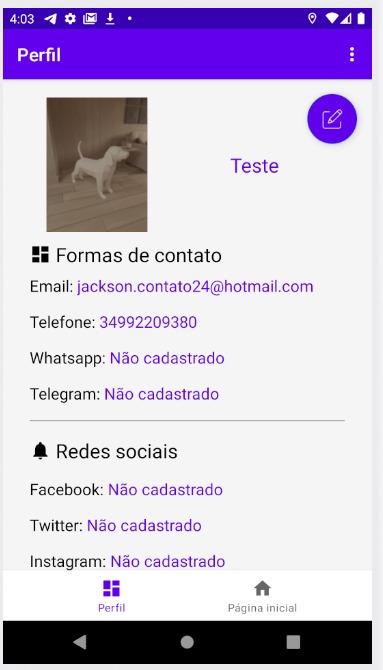 4:03
Perfil
Teste
Formas de contato
Email: jackson.contato24@hotmail.com
Telefone: 34992209380
Whatsapp: Não cadastrado
Telegram: Não cadastrado
Redes sociais
Facebook: Não cadastrado
Twitter: Não cadastrado
Instagram: Não cadastrado
Perfil
Página inicial